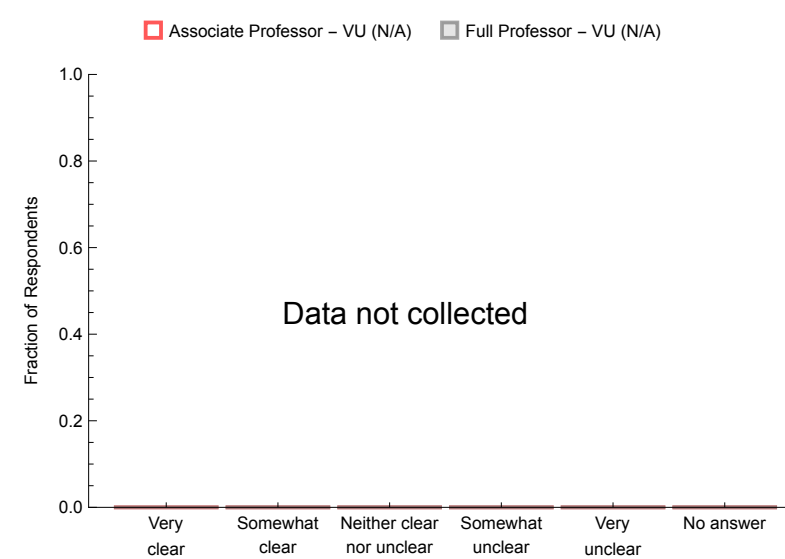 Associate Professor – VU (N/A) Full Professor – VU (N/A)
1.0
0.8
0.6
0.4
0.2
0.0
Fraction of Respondents
Data not collected
Very clear
Somewhat clear
Neither clear nor unclear
Somewhat unclear
Very unclear
No answer